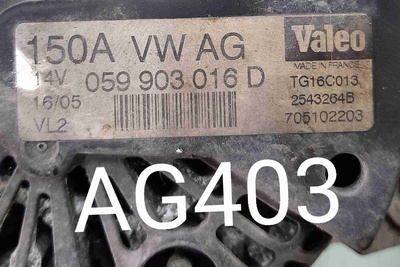 150A VW AG
Valeo
MADE IN FRANCE
14V 059 903 016 D
TG16C013
16/05
2543264B
VL2
705102203
AG403